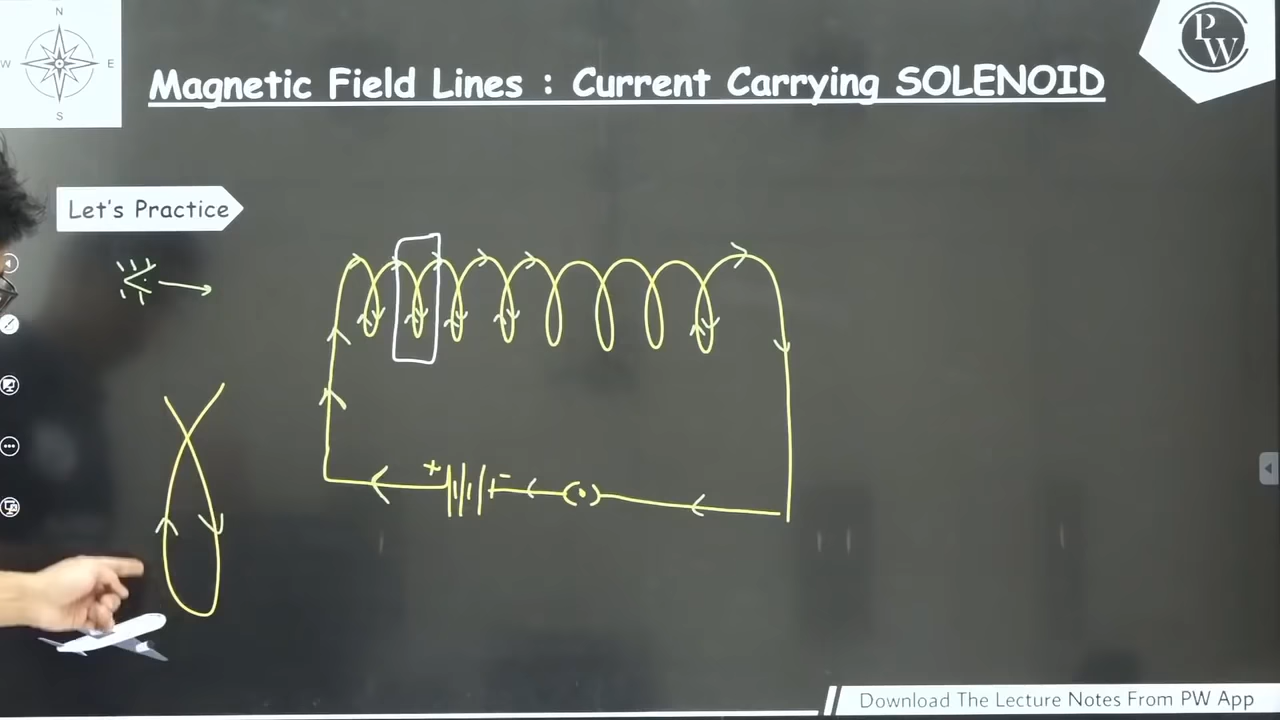 N
W E
S
PW
Magnetic Field Lines : Current Carrying SOLENOID
Let's Practice
+ -
Download The Lecture Notes From PW App